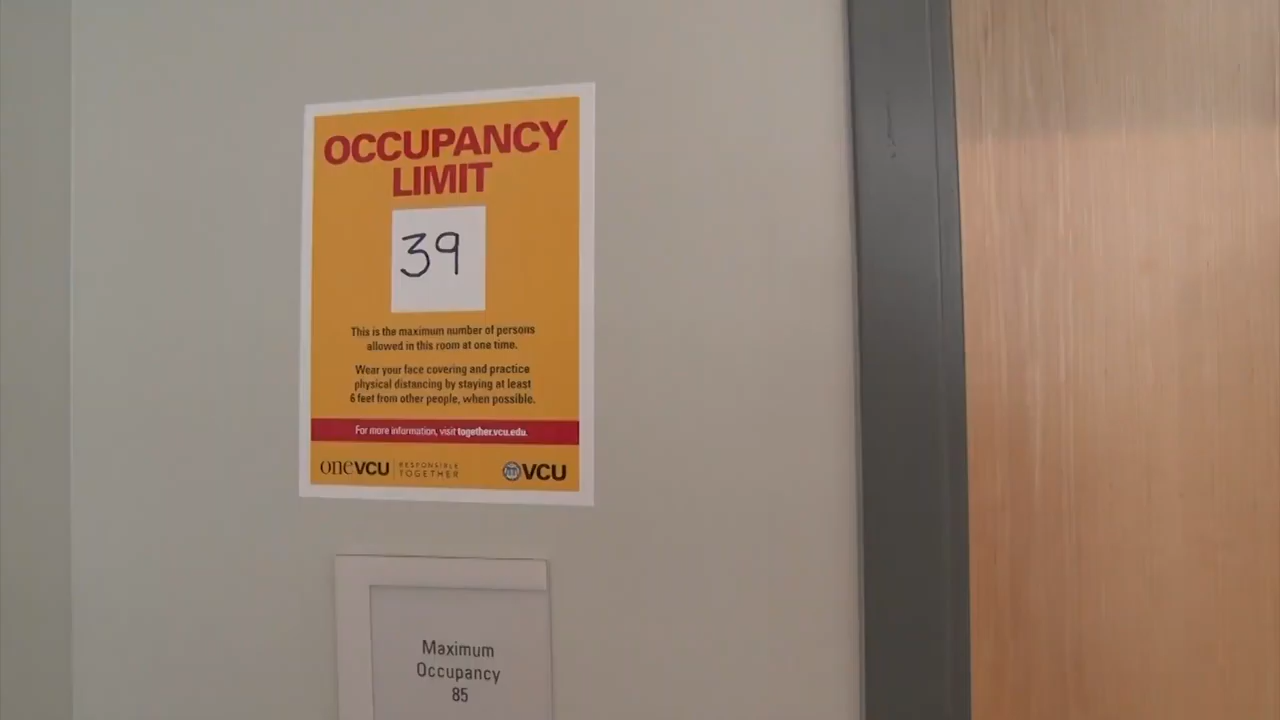 OCCUPANCY
LIMIT
39
This is the maximum number of persons
allowed in this room at one time.
Wear your face covering and practice
physical distancing by staying at least
6 feet from other people, when possible.
For more information, visit together.vcu.edu.
oneVCU RESPONSIBLE TOGETHER VCU
Maximum
Occupancy
85